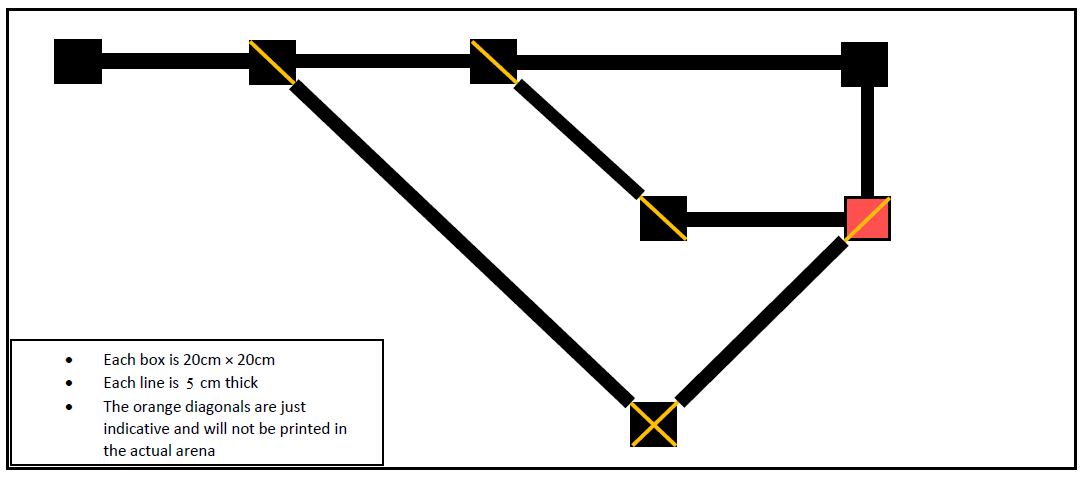 • Each box is 20cm × 20cm
• Each line is 5 cm thick
• The orange diagonals are just
indicative and will not be printed in
the actual arena